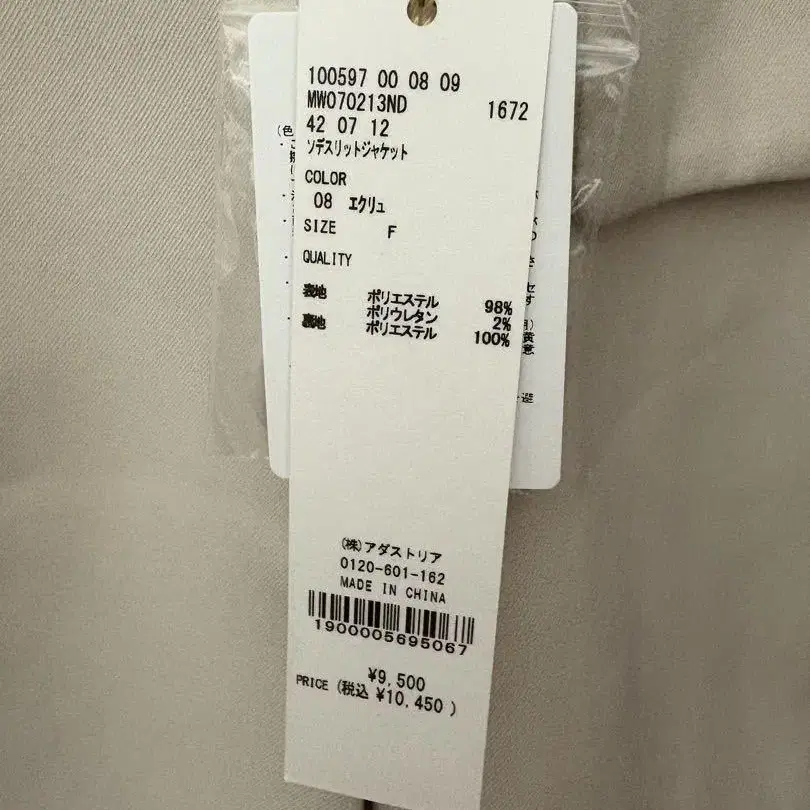 100597 00 08 09
MW070213ND 1672
42 07 12
ソデスリットジャケット
COLOR
08 エクリュ
SIZE F
QUALITY
表地 ポリエステル 98%
ポリウレタン 2%
裏地 ポリエステル 100%
(株)アダストリア
0120-601-162
MADE IN CHINA
1900005695067
¥9,500
PRICE (税込 ¥10,450 )